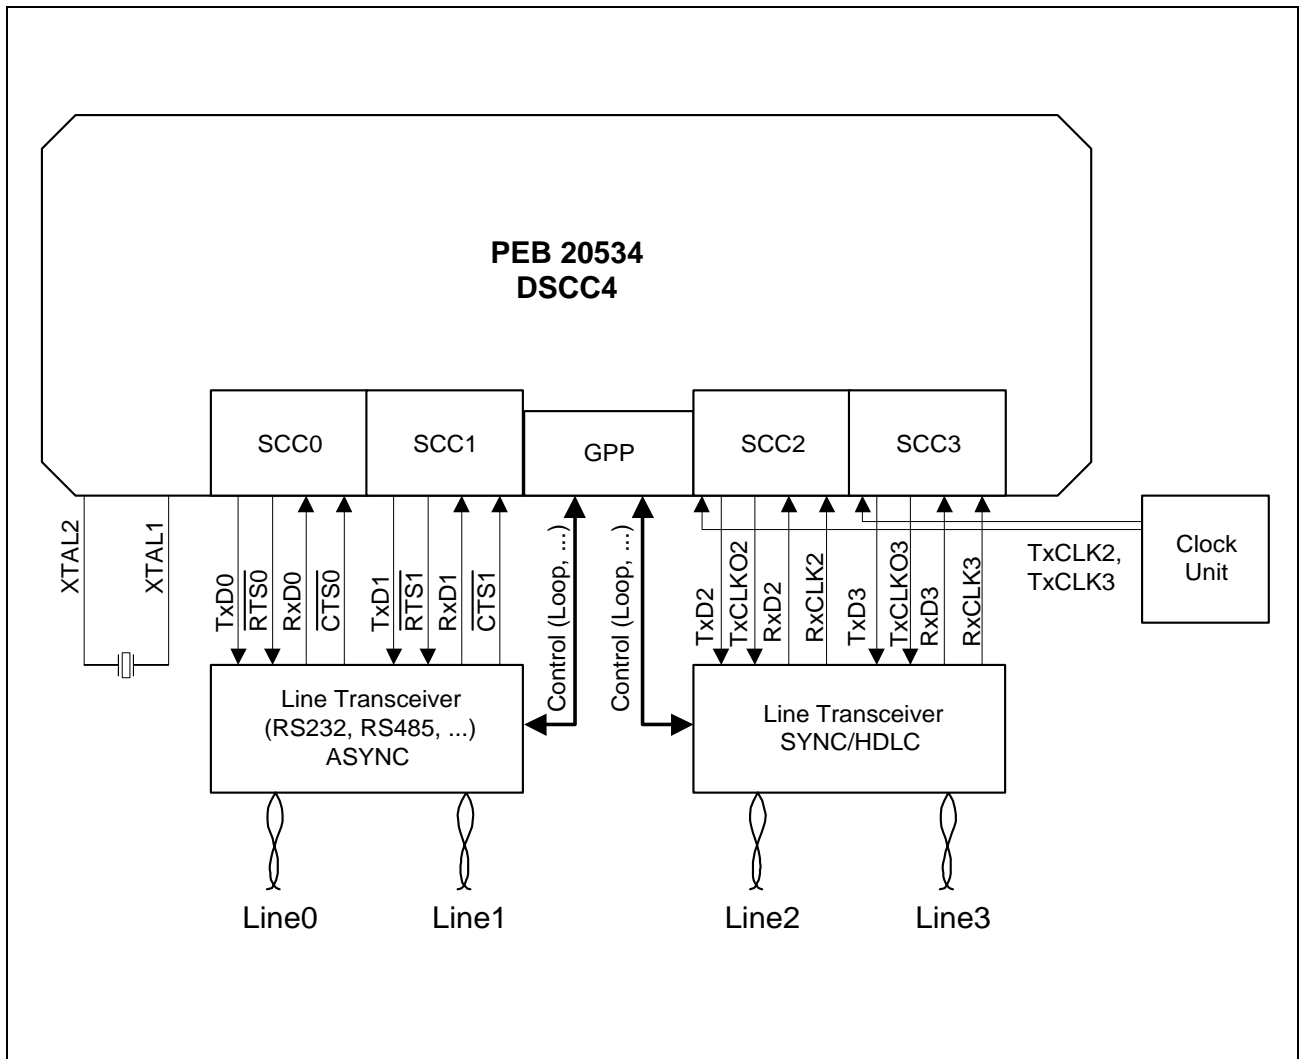 PEB 20534
DSCC4
SCC0
SCC1
GPP
SCC2
SCC3
XTAL2
XTAL1
TxD0
RTS0
RxD0
CTS0
TxD1
RTS1
RxD1
CTS1
Control (Loop, ...)
Control (Loop, ...)
TxD2
TxCLKO2
RxD2
RxCLK2
TxD3
TxCLKO3
RxD3
RxCLK3
TxCLK2,
TxCLK3
Clock
Unit
Line Transceiver
(RS232, RS485, ...)
ASYNC
Line Transceiver
SYNC/HDLC
Line0
Line1
Line2
Line3